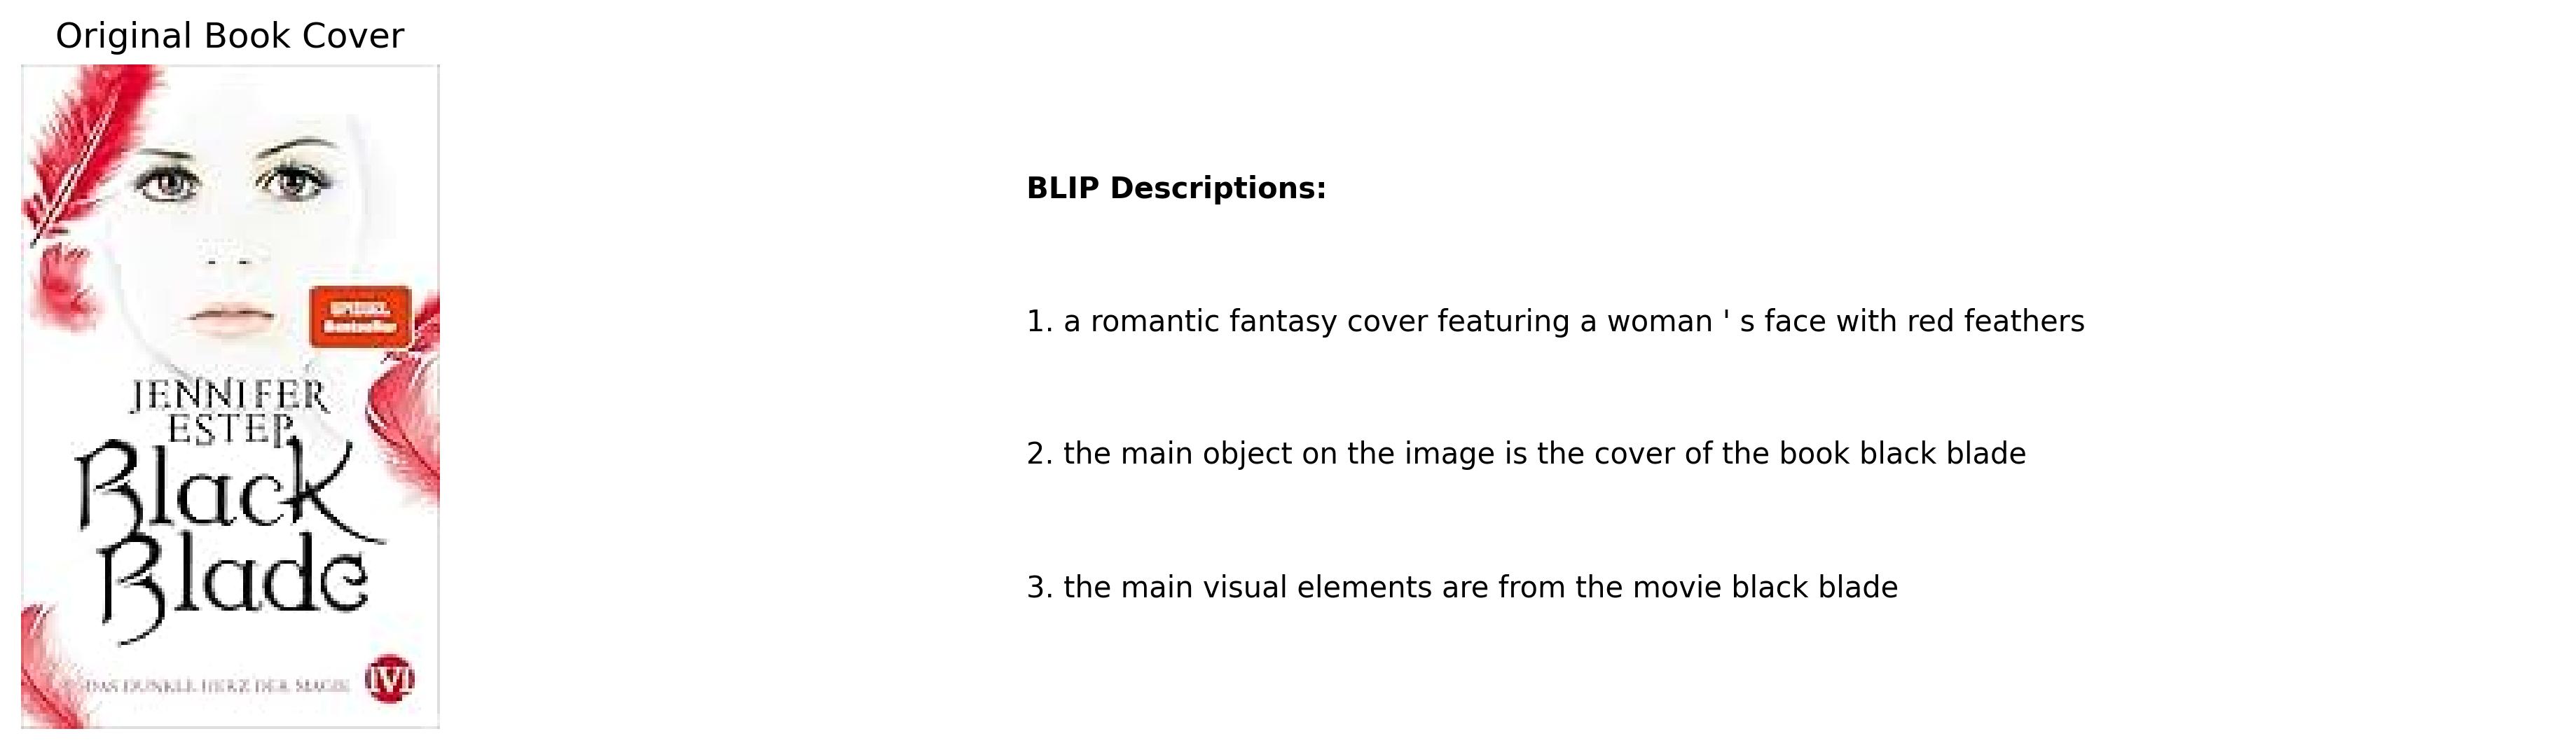 Original Book Cover
SPIEGEL
Bestseller
JENNIFER
ESTEP
Black
Blade
DAS DUNKLE HERZ DER MAGIE
IVI
BLIP Descriptions:
1. a romantic fantasy cover featuring a woman ' s face with red feathers
2. the main object on the image is the cover of the book black blade
3. the main visual elements are from the movie black blade